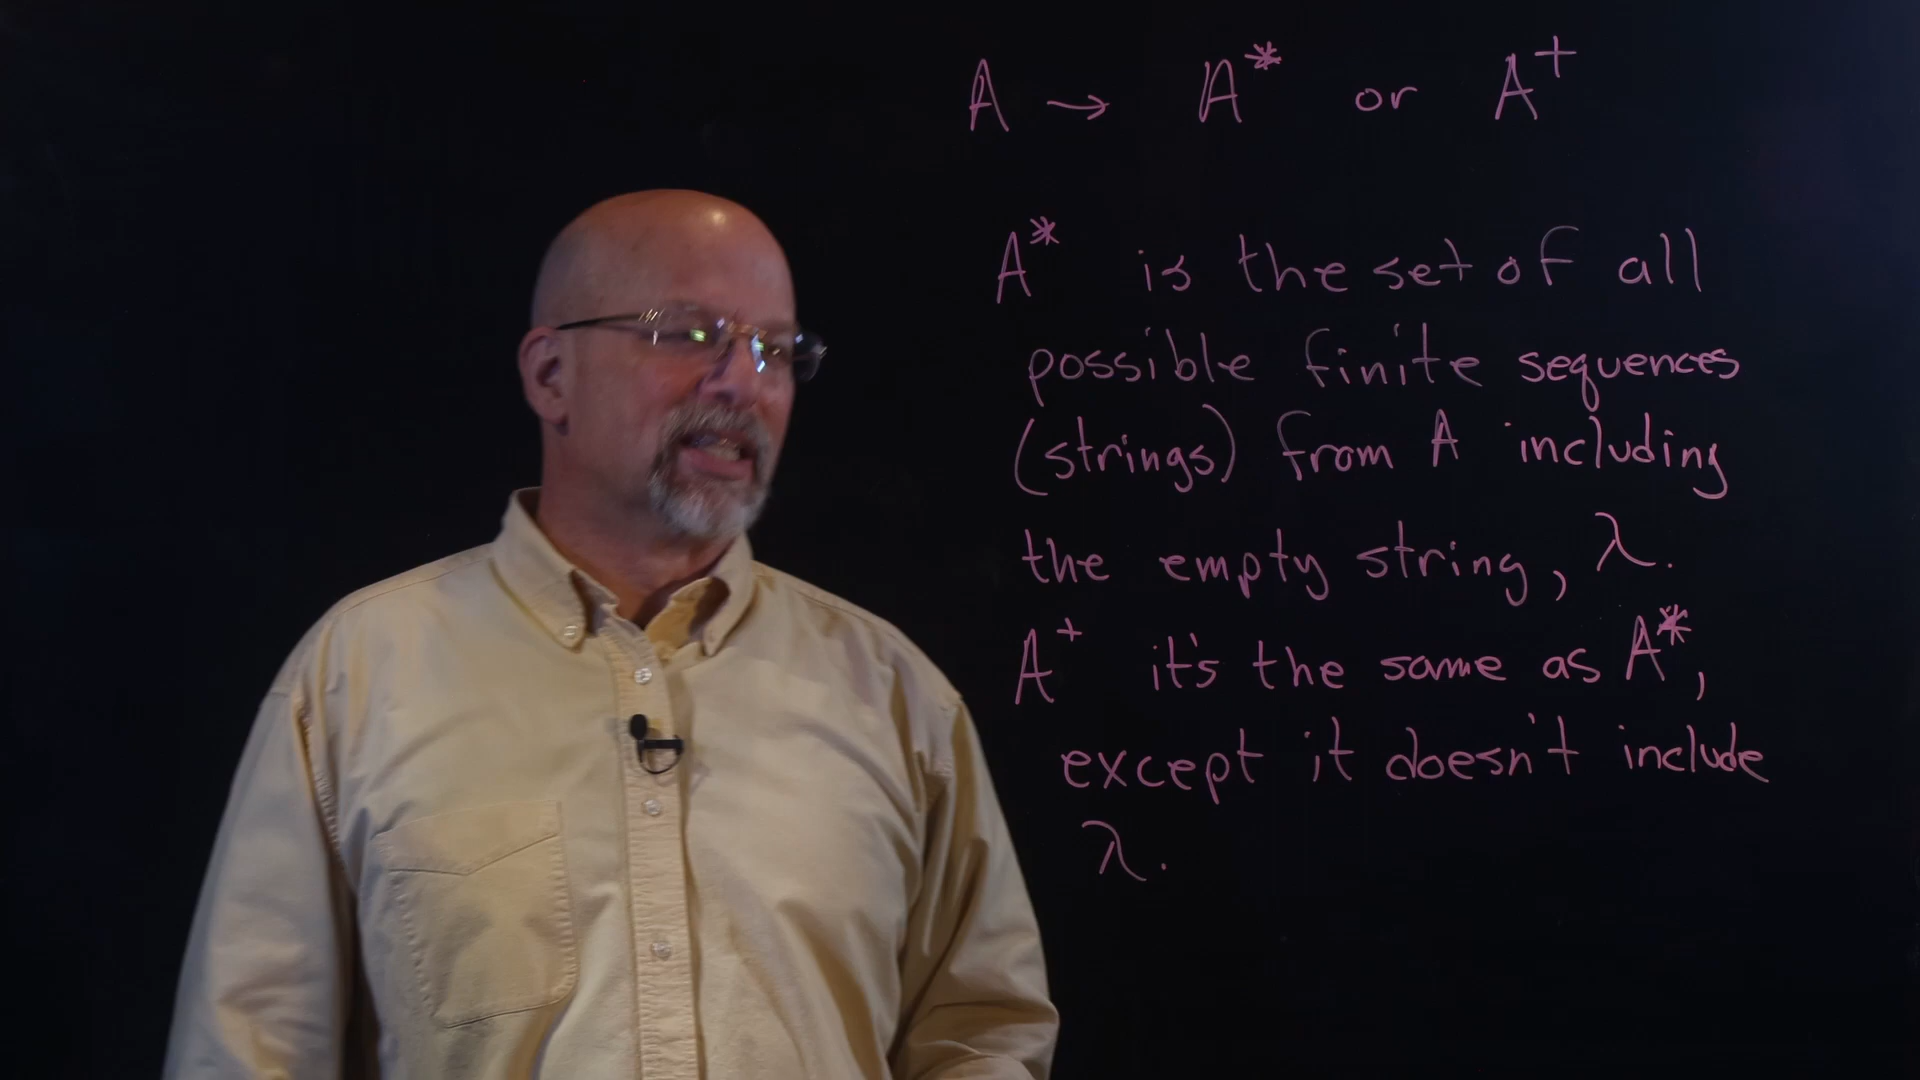 A → A* or A⁺
A* is the set of all
possible finite sequences
(strings) from A including
the empty string, λ.
A⁺ it's the same as A*,
except it doesn't include
λ.